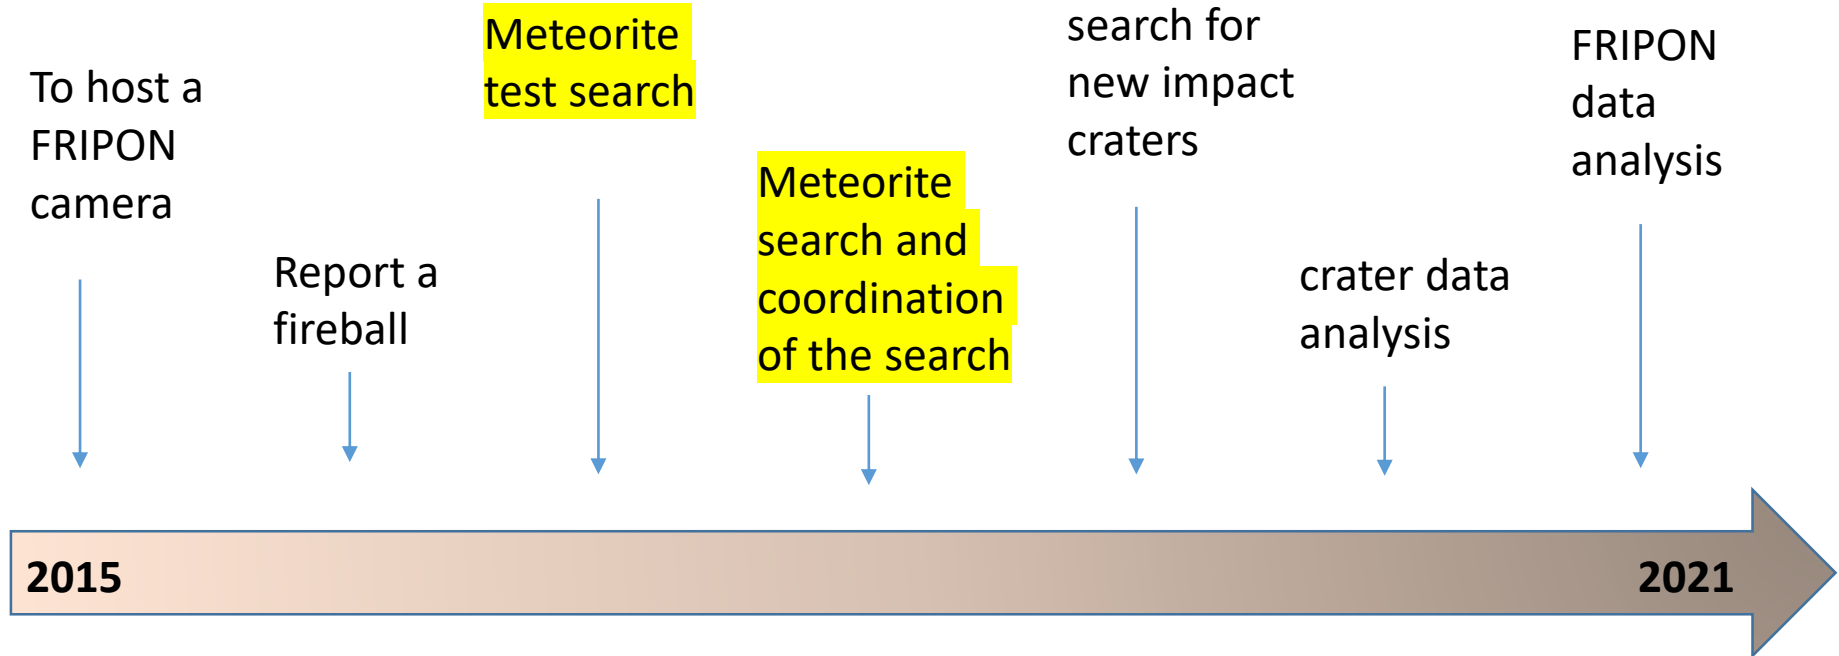 To host a
FRIPON
camera
Report a
fireball
Meteorite
test search
Meteorite
search and
coordination
of the search
search for
new impact
craters
crater data
analysis
FRIPON
data
analysis
2015
2021